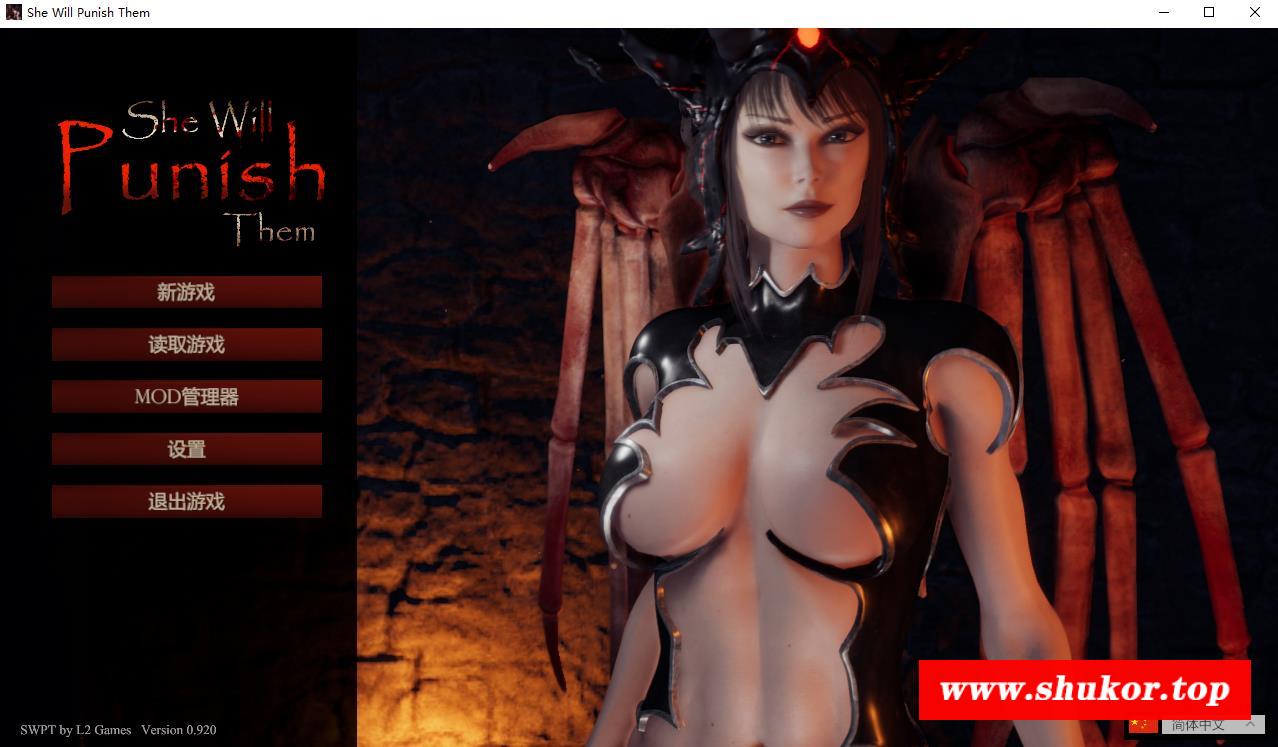 She Will Punish Them
She Will
Punish
Them
新游戏
读取游戏
MOD管理器
设置
退出游戏
SWPT by L2 Games Version 0.920
www.shukor.top
简体中文